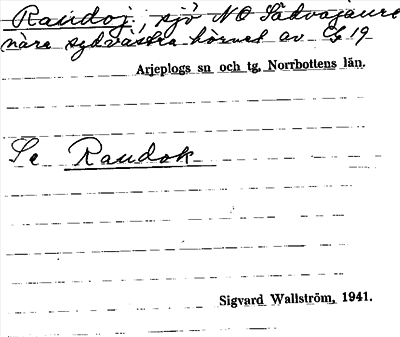 Raudoj, sjö NO Sädvajaure
nära sydvästra hörnet av G 19
Arjeplogs sn och tg, Norrbottens län.
Se Raudok
Sigvard Wallström, 1941.